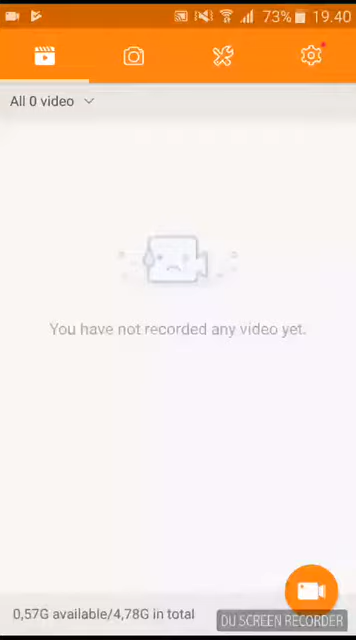 73% 19.40
All 0 video
You have not recorded any video yet.
0,57G available/4,78G in total
DU SCREEN RECORDER